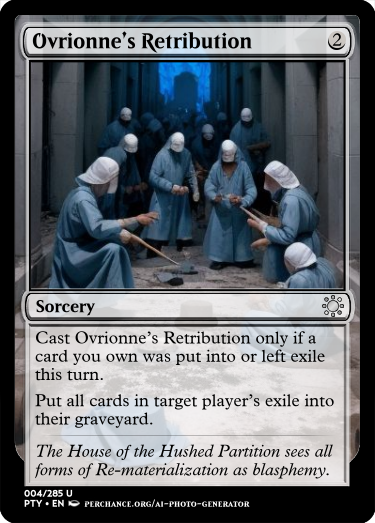 Ovrionne's Retribution 2
Sorcery
Cast Ovrionne's Retribution only if a
card you own was put into or left exile
this turn.
Put all cards in target player's exile into
their graveyard.
The House of the Hushed Partition sees all
forms of Re-materialization as blasphemy.
004/285 U
PTY • EN PERCHANCE.ORG/AI-PHOTO-GENERATOR